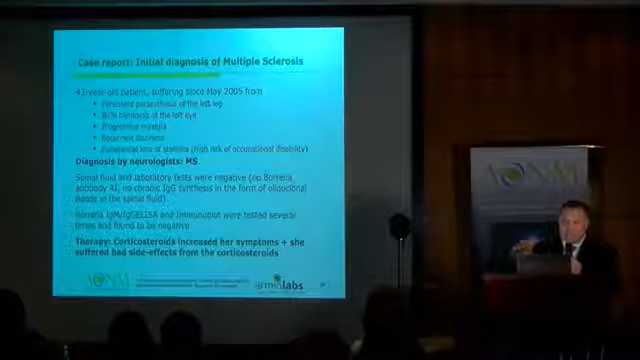 Case report: Initial diagnosis of Multiple Sclerosis
43-year-old patient, suffering since May 2005 from
• Persistent paraesthesia of the left leg
• 80% blindness of the left eye
• Progressive myalgia
• Recurrent dizziness
• Substantial loss of stamina (high risk of occupational disability)
Diagnosis by neurologists: MS
Spinal fluid and laboratory tests were negative (no Borrelia
antibody AI, no chronic IgG synthesis in the form of oligoclonal
bands in the spinal fluid)
Borrelia IgM/IgGELISA and Immunoblot were tested several
times and found to be negative
Therapy: Corticosteroids increased her symptoms + she
suffered had side-effects from the corticosteroids
AONM
arminlabs
AONM